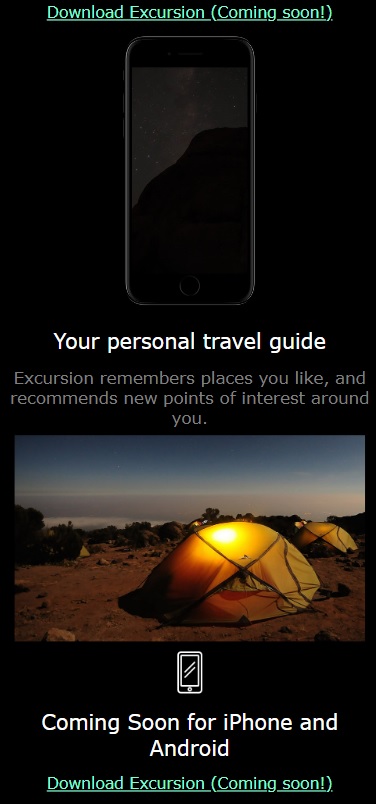 Download Excursion (Coming soon!)
Your personal travel guide
Excursion remembers places you like, and
recommends new points of interest around
you.
Coming Soon for iPhone and
Android
Download Excursion (Coming soon!)